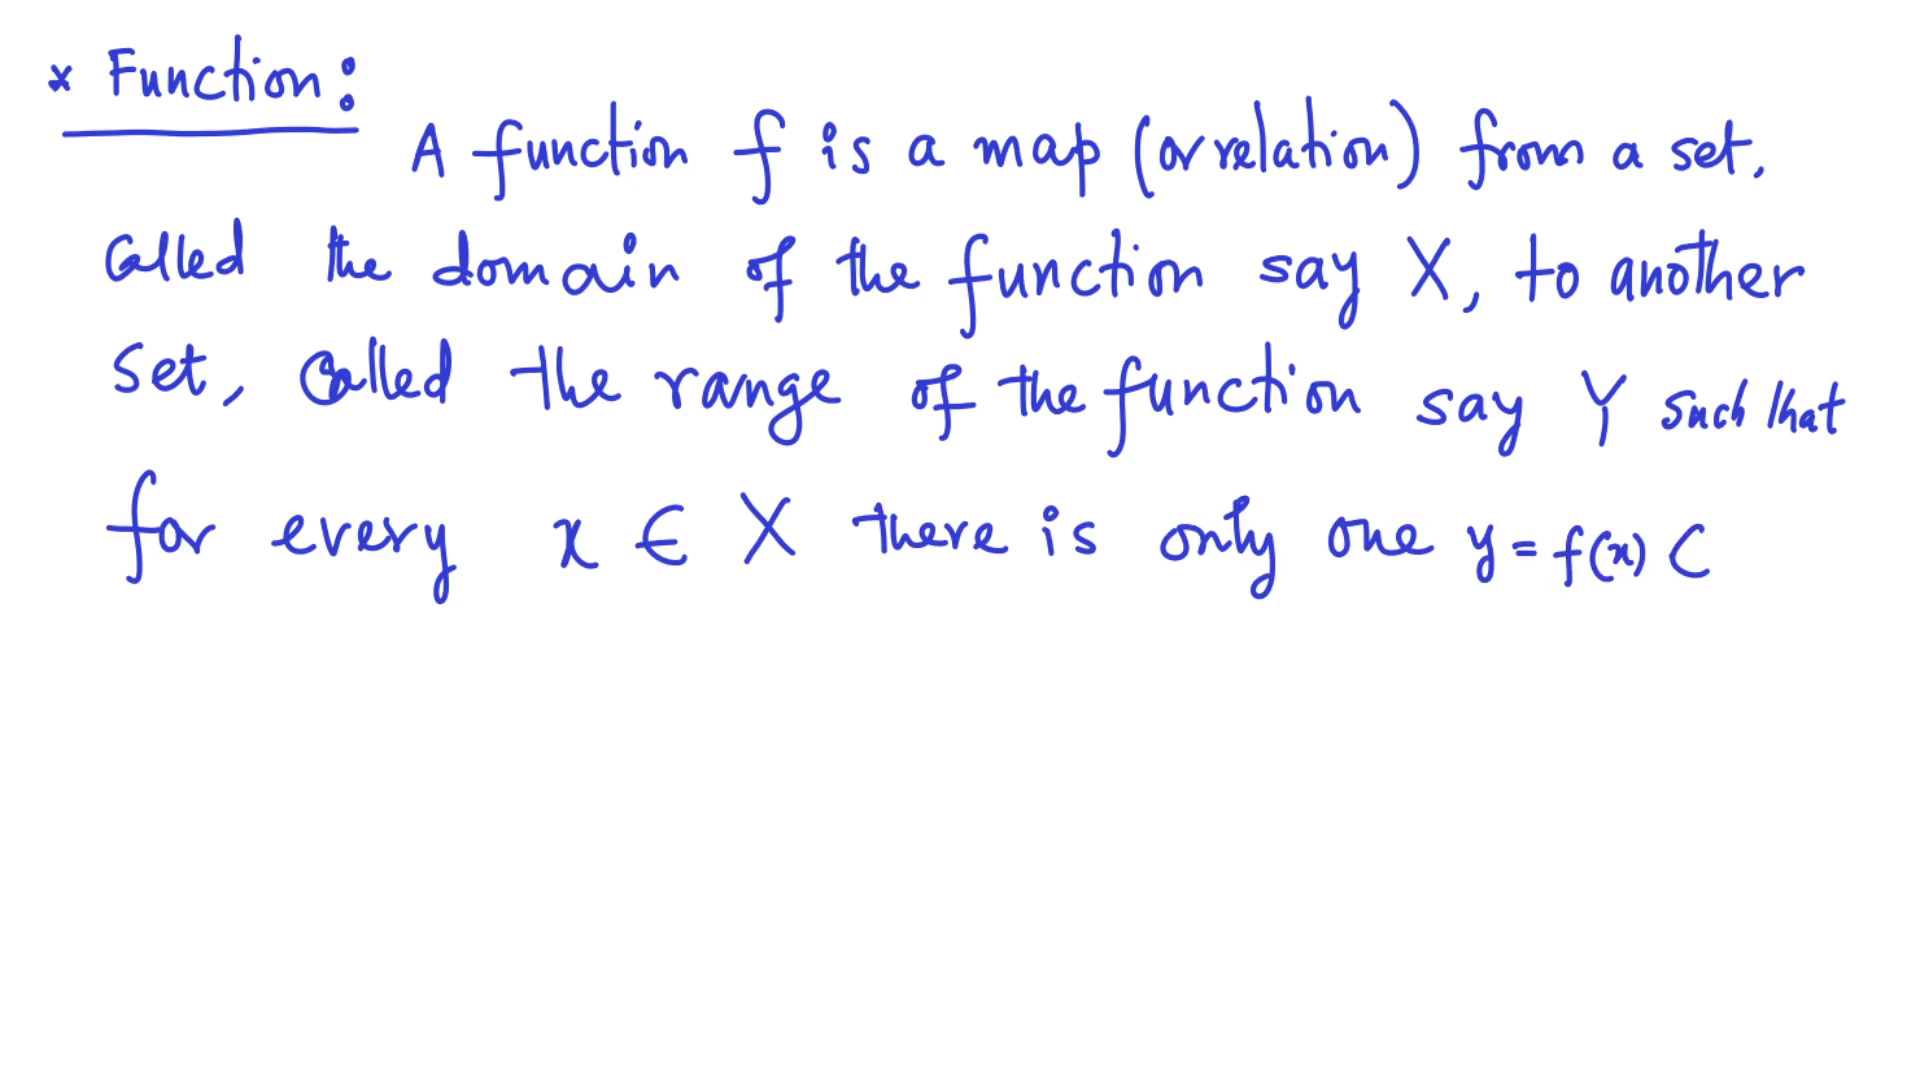 * Function:
A function f is a map (or relation) from a set,
Called the domain of the function say X, to another
Set, Called the range of the function say Y such that
for every x ∈ X there is only one y = f(x) C